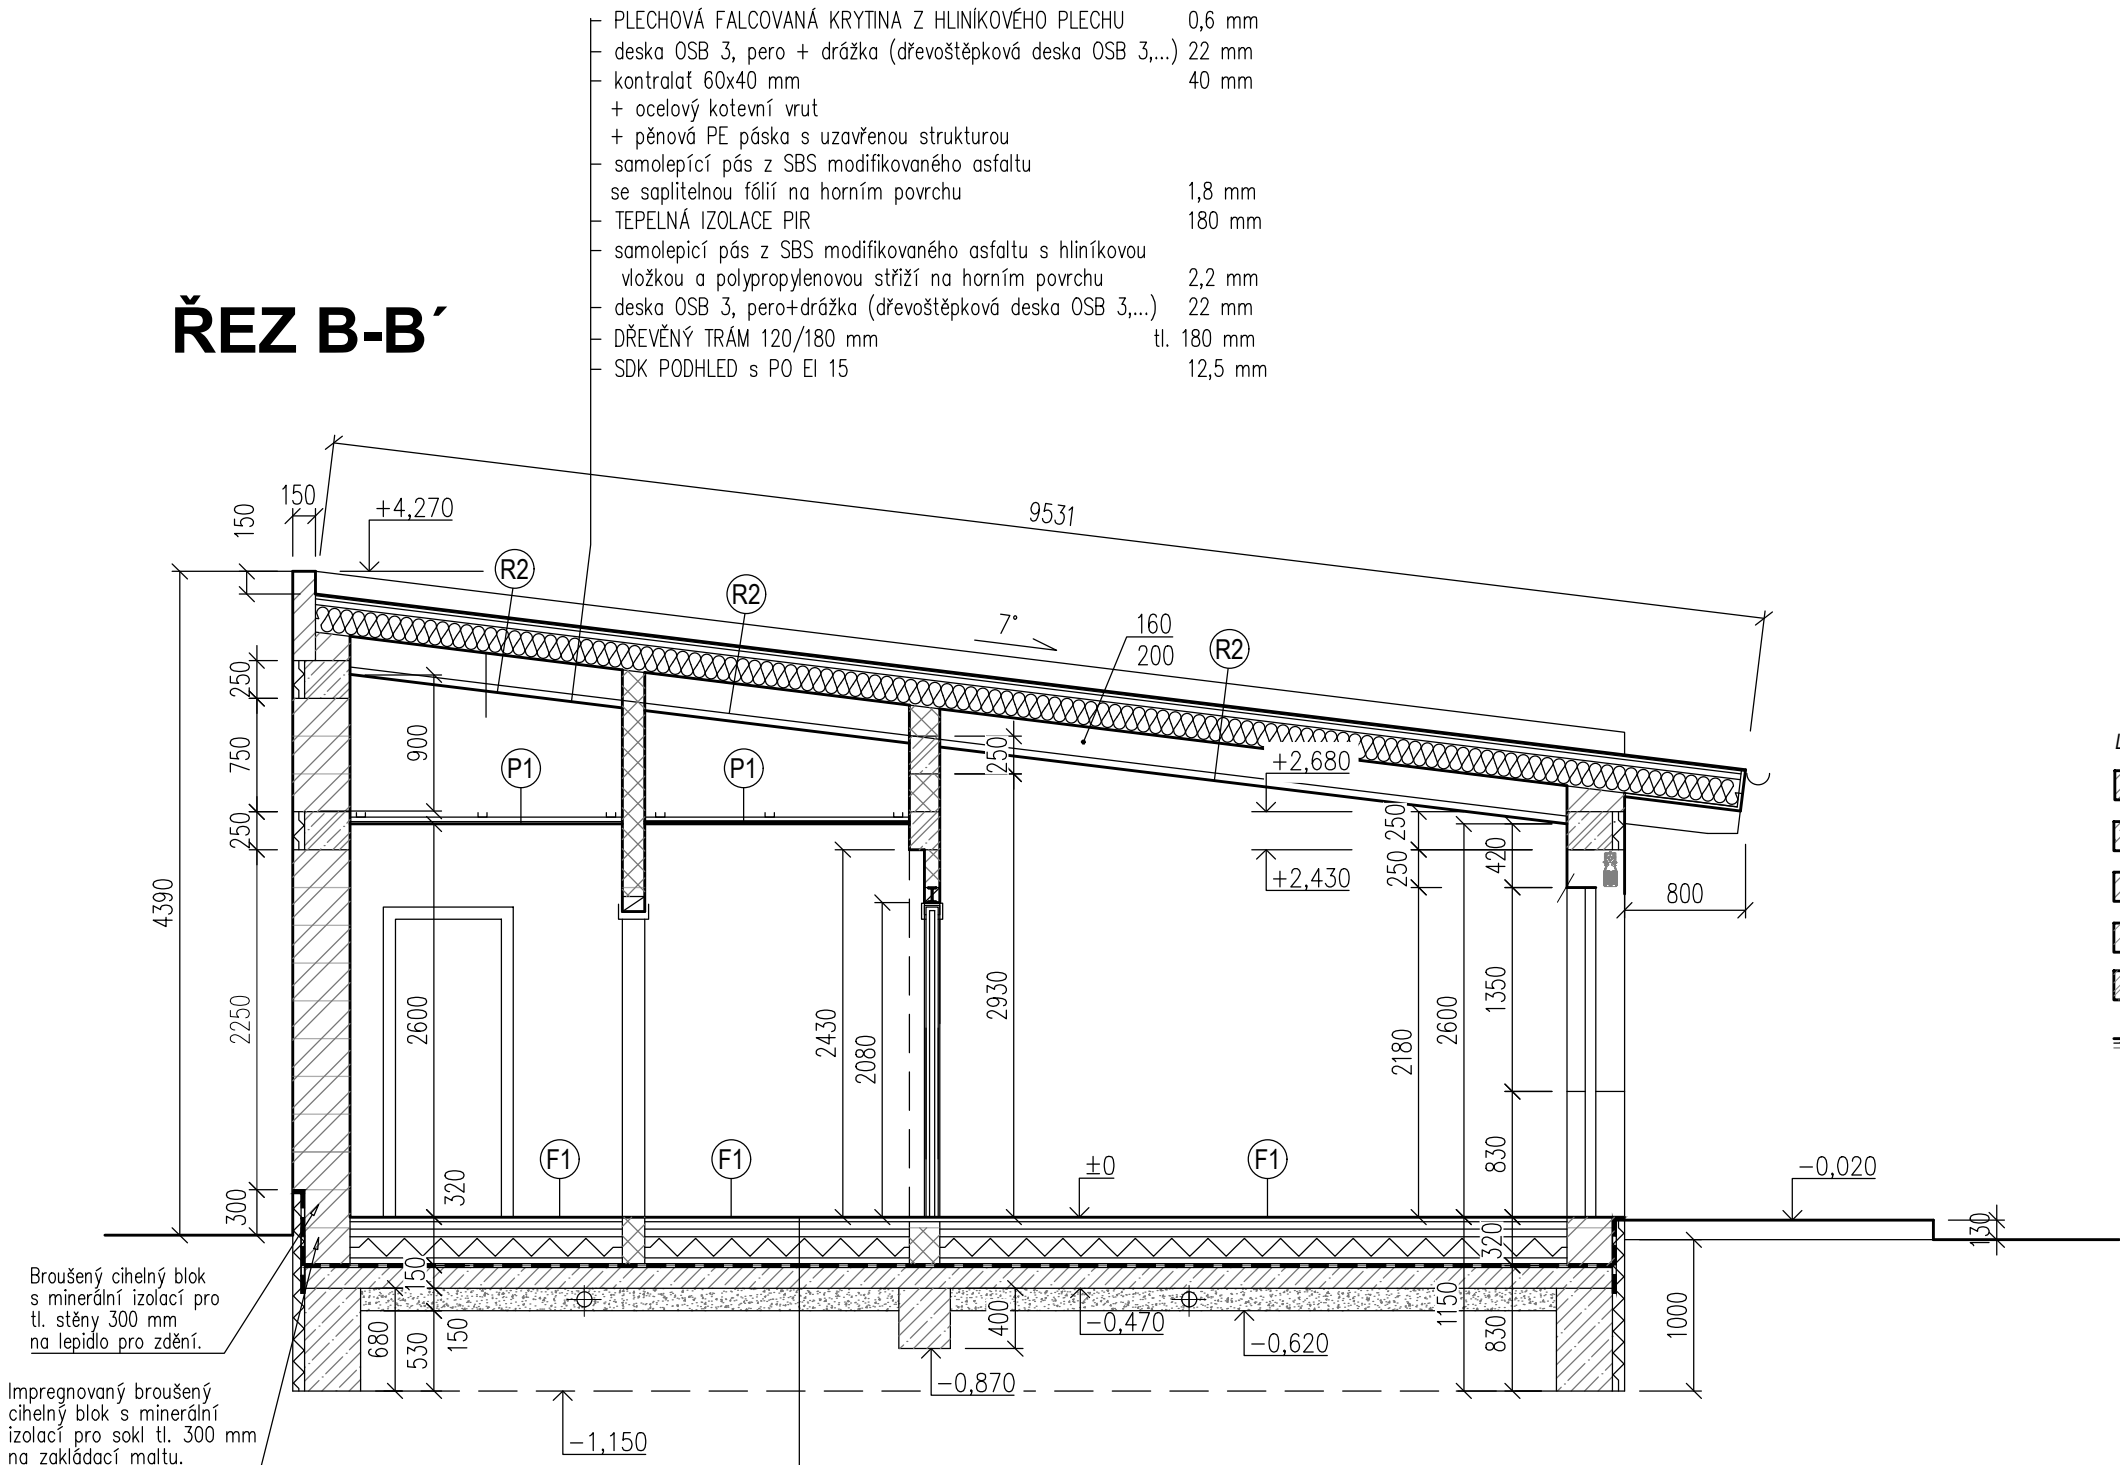 PLECHOVÁ FALCOVANÁ KRYTINA Z HLINÍKOVÉHO PLECHU 0,6 mm
deska OSB 3, pero + drážka (dřevoštěpková deska OSB 3,...) 22 mm
kontralať 60x40 mm 40 mm
+ ocelový kotevní vrut
+ pěnová PE páska s uzavřenou strukturou
samolepící pás z SBS modifikovaného asfaltu
se saplitelnou fólií na horním povrchu 1,8 mm
TEPELNÁ IZOLACE PIR 180 mm
samolepicí pás z SBS modifikovaného asfaltu s hliníkovou
vložkou a polypropylenovou střiží na horním povrchu 2,2 mm
deska OSB 3, pero+drážka (dřevoštěpková deska OSB 3,...) 22 mm
DŘEVĚNÝ TRÁM 120/180 mm tl. 180 mm
SDK PODHLED s PO EI 15 12,5 mm
ŘEZ B-B´
150
150
+4,270
9531
R2
R2
7°
160
200
R2
250
750
250
2250
300
4390
900
P1
P1
250
+2,680
+2,430
250
250
420
800
2600
2430
2080
2930
2180
2600
1350
830
320
F1
F1
±0
F1
-0,020
130
320
150
680
530
150
400
-0,470
-0,620
-0,870
-1,150
1150
830
1000
Broušený cihelný blok
s minerální izolací pro
tl. stěny 300 mm
na lepidlo pro zdění.
Impregnovaný broušený
cihelný blok s minerální
izolací pro sokl tl. 300 mm
na zakládací maltu.